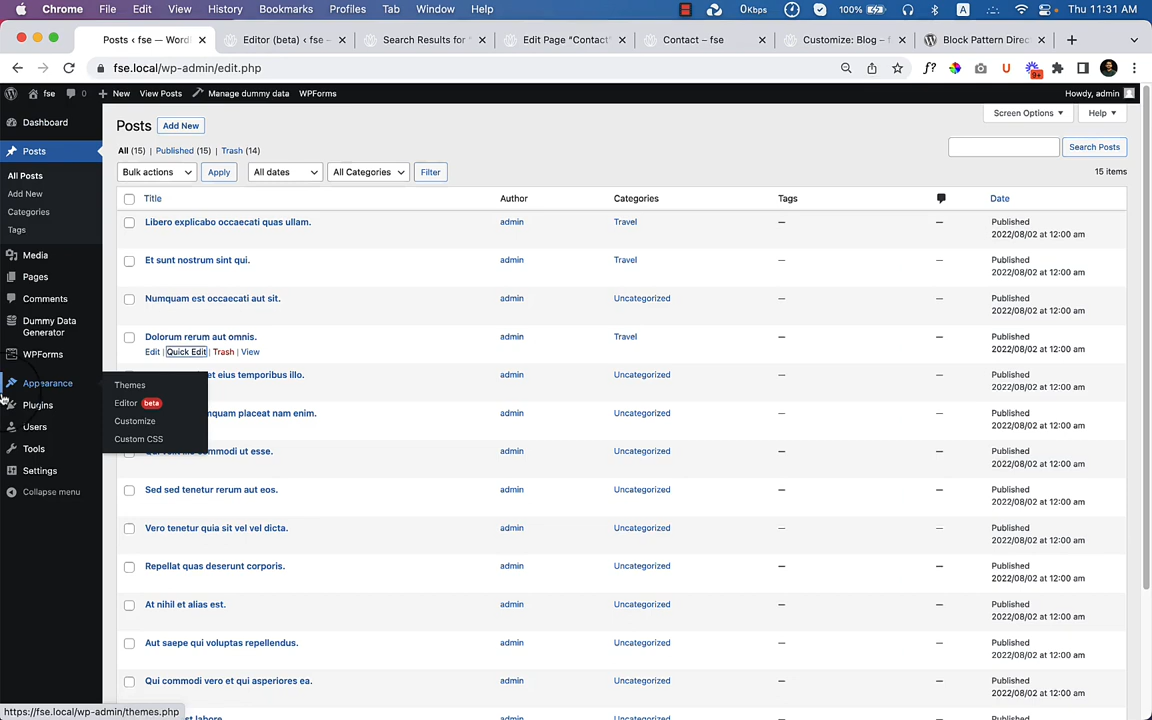 Chrome File Edit View History Bookmarks Profiles Tab Window Help 0Kbps 100% A Thu 11:31 AM
Posts ‹ fse — Word Editor (beta) ‹ fse – Search Results for " Edit Page "Contact" Contact – fse Customize: Blog – f Block Pattern Direc
fse.local/wp-admin/edit.php f? U 9+
fse 0 New View Posts Manage dummy data WPForms Howdy, admin
Dashboard
Posts
All Posts
Add New
Categories
Tags
Media
Pages
Comments
Dummy Data
Generator
WPForms
Appearance
Plugins
Users
Tools
Settings
Collapse menu
Themes
Editor beta
Customize
Custom CSS
Screen Options ▼ Help ▼
Posts Add New
All (15) | Published (15) | Trash (14)
Search Posts
Bulk actions Apply All dates All Categories Filter 15 items
Title Author Categories Tags Date
Libero explicabo occaecati quas ullam. admin Travel — — Published
2022/08/02 at 12:00 am
Et sunt nostrum sint qui. admin Travel — — Published
2022/08/02 at 12:00 am
Numquam est occaecati aut sit. admin Uncategorized — — Published
2022/08/02 at 12:00 am
Dolorum rerum aut omnis. admin Travel — — Published
Edit | Quick Edit | Trash | View 2022/08/02 at 12:00 am
et eius temporibus illo. admin Uncategorized — — Published
2022/08/02 at 12:00 am
mquam placeat nam enim. admin Uncategorized — — Published
2022/08/02 at 12:00 am
commodi ut esse. admin Uncategorized — — Published
2022/08/02 at 12:00 am
Sed sed tenetur rerum aut eos. admin Uncategorized — — Published
2022/08/02 at 12:00 am
Vero tenetur quia sit vel vel dicta. admin Uncategorized — — Published
2022/08/02 at 12:00 am
Repellat quas deserunt corporis. admin Uncategorized — — Published
2022/08/02 at 12:00 am
At nihil et alias est. admin Uncategorized — — Published
2022/08/02 at 12:00 am
Aut saepe qui voluptas repellendus. admin Uncategorized — — Published
2022/08/02 at 12:00 am
Qui commodi vero et qui asperiores ea. admin Uncategorized — — Published
2022/08/02 at 12:00 am
admin Uncategorized — — Published
https://fse.local/wp-admin/themes.php